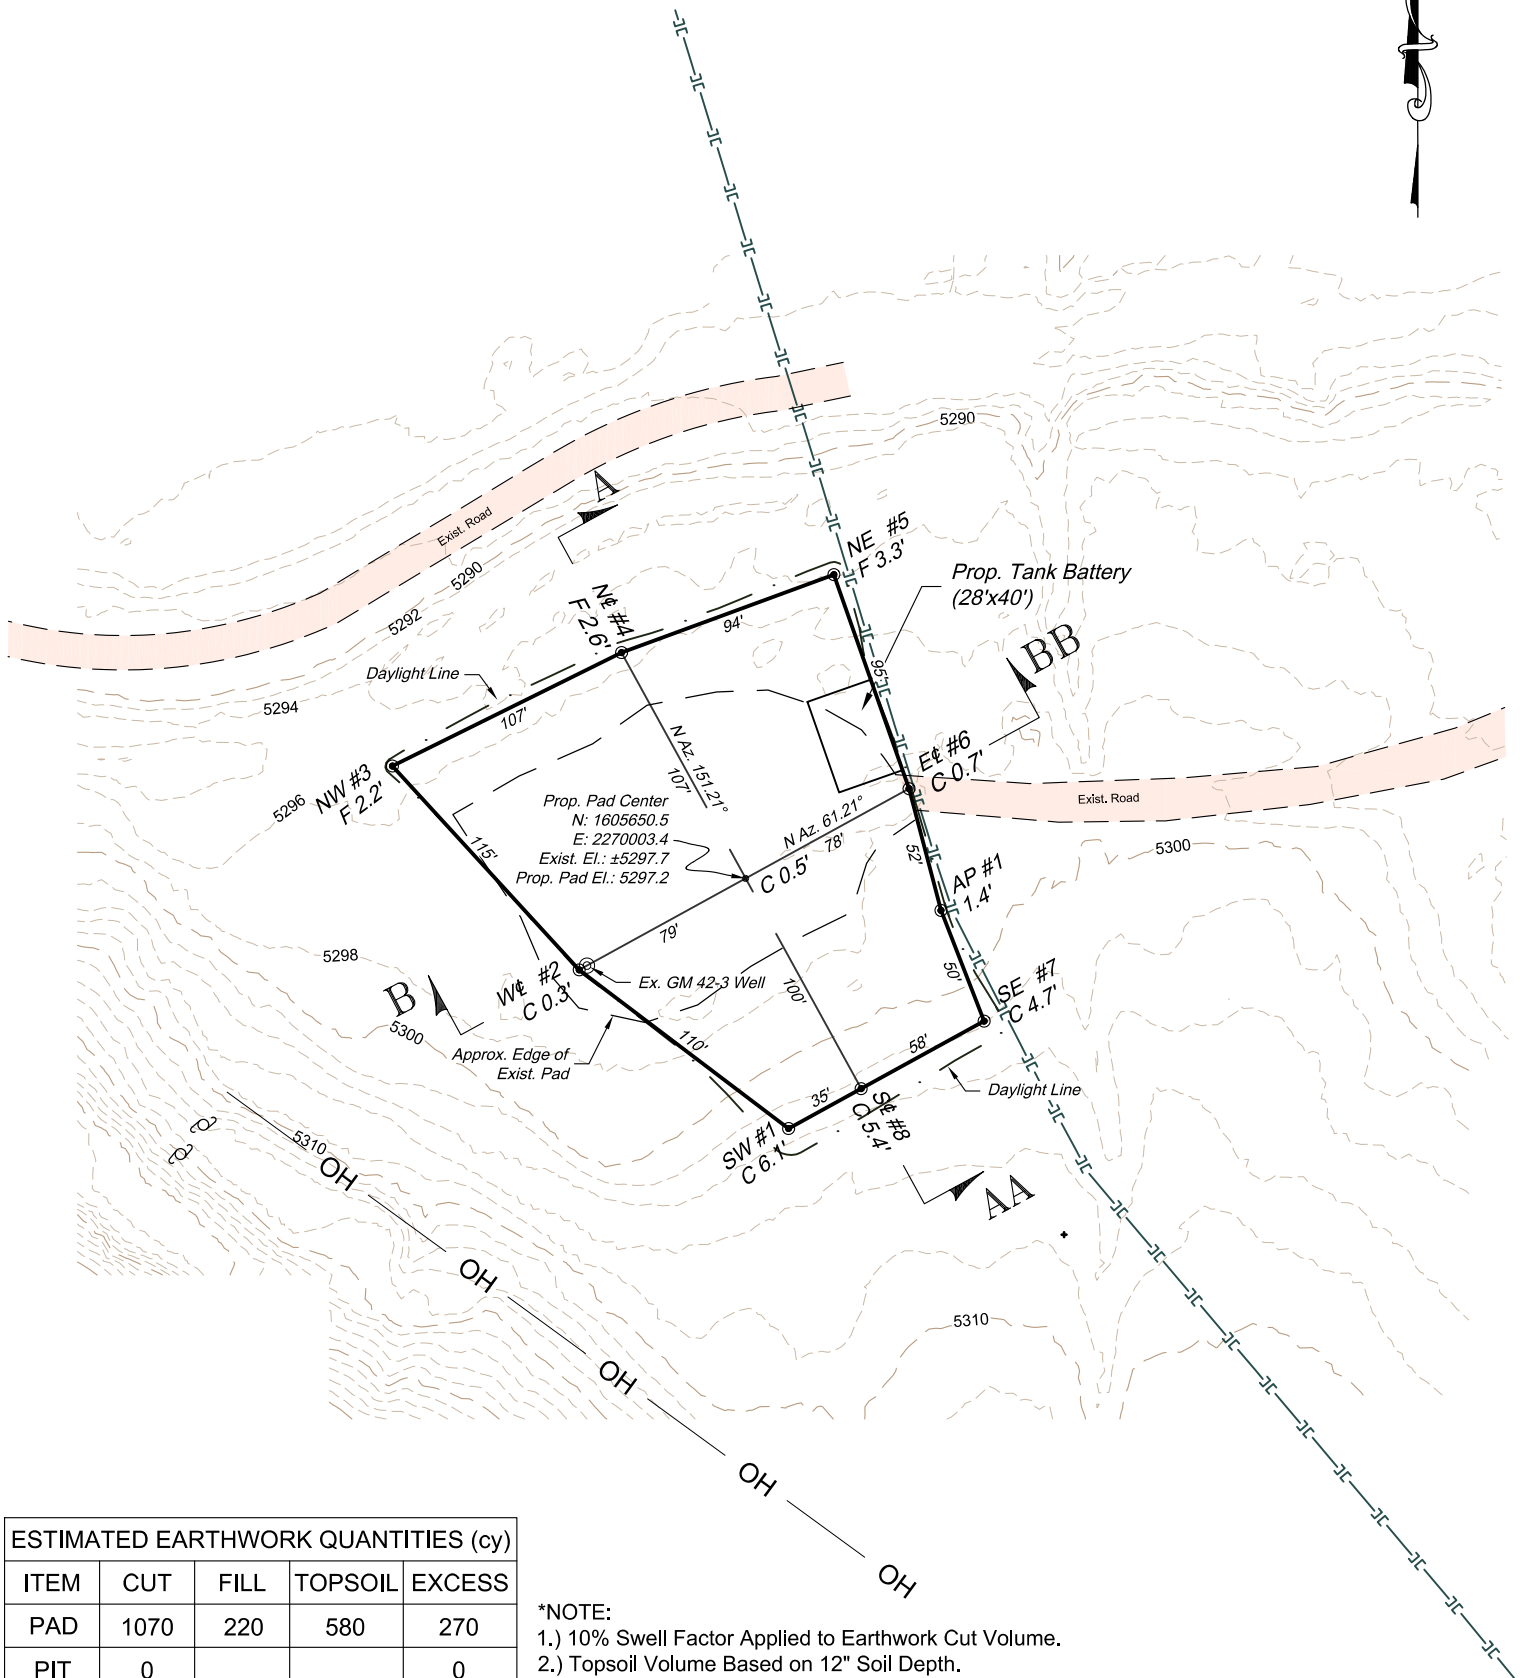 5290
A
Exist. Road
5290
NE #5
F 3.3'
Prop. Tank Battery
(28'x40')
5292
N℄ #4
F 2.6'
94'
BB
Daylight Line
95'
5294
107'
N Az. 151.21°
107'
E℄ #6
C 0.7'
NW #3
F 2.2'
5296
Prop. Pad Center
N: 1605650.5
E: 2270003.4
Exist. El.: ±5297.7
Prop. Pad El.: 5297.2
Exist. Road
N Az. 61.21°
78'
115'
52'
5300
C 0.5'
AP #1
1.4'
79'
5298
W℄ #2
C 0.3'
Ex. GM 42-3 Well
100'
50'
SE #7
C 4.7'
B
5300
Approx. Edge of
Exist. Pad
110'
58'
Daylight Line
35'
S℄ #8
C 5.4'
SW #1
C 6.1'
5310
OH
AA
OH
5310
OH
OH
OH
ESTIMATED EARTHWORK QUANTITIES (cy)
ITEM CUT FILL TOPSOIL EXCESS
PAD 1070 220 580 270
PIT 0 0
*NOTE:
1.) 10% Swell Factor Applied to Earthwork Cut Volume.
2.) Topsoil Volume Based on 12" Soil Depth.